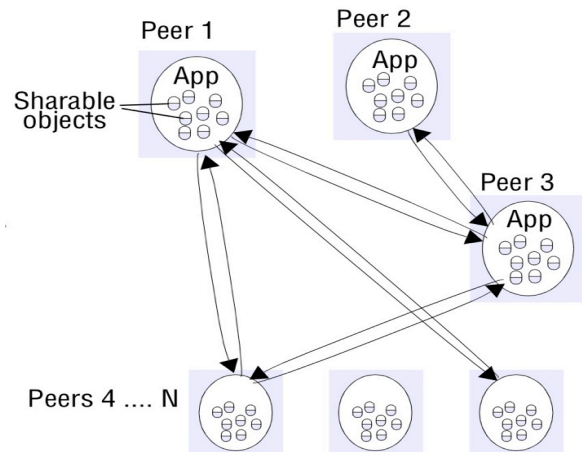 Peer 1
Peer 2
App
App
Sharable
objects
Peer 3
App
Peers 4 .... N